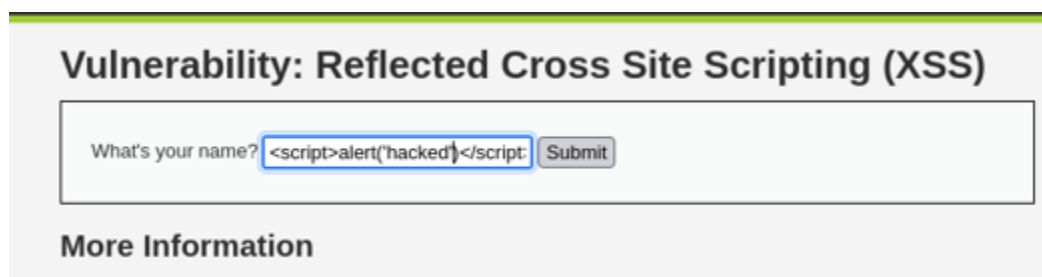 Vulnerability: Reflected Cross Site Scripting (XSS)
What's your name? <script>alert('hacked')</script: Submit
More Information